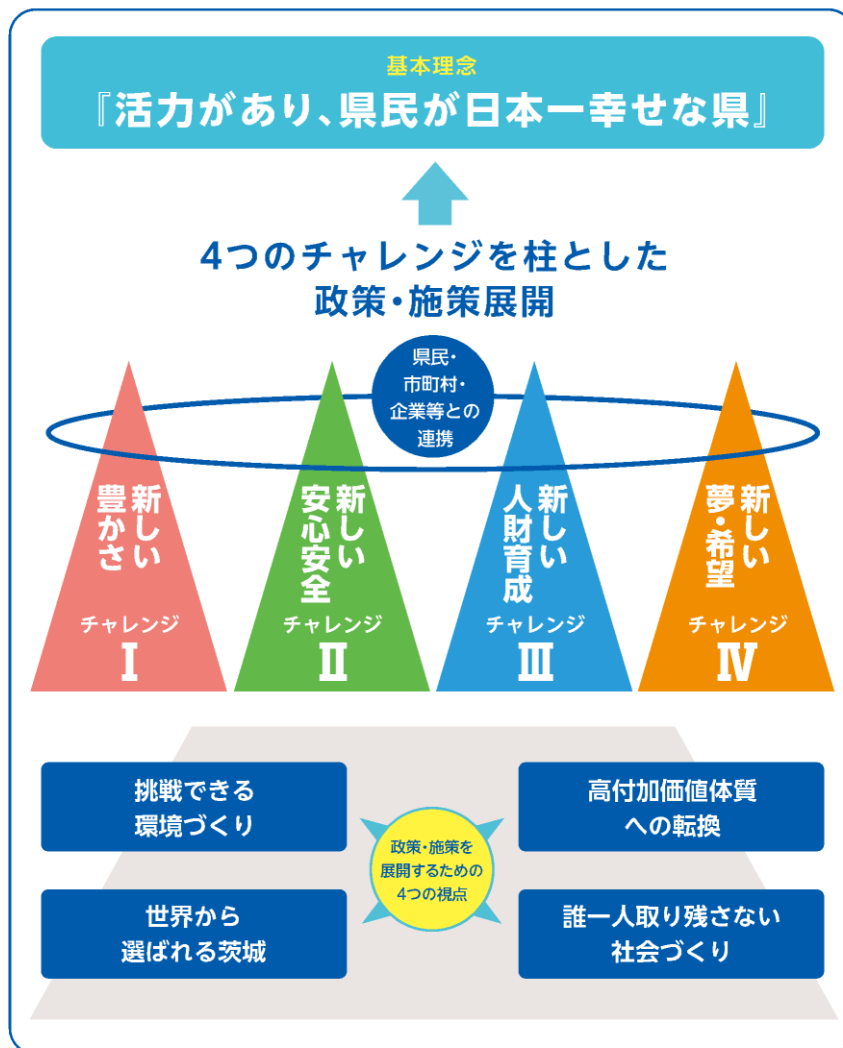 基本理念
『活力があり、県民が日本一幸せな県』
4つのチャレンジを柱とした
政策・施策展開
県民・
市町村・
企業等との
連携
新しい
豊かさ
チャレンジ
Ⅰ
新しい
安心安全
チャレンジ
Ⅱ
新しい
人財育成
チャレンジ
Ⅲ
新しい
夢・希望
チャレンジ
Ⅳ
挑戦できる
環境づくり
高付加価値体質
への転換
政策・施策を
展開するための
4つの視点
世界から
選ばれる茨城
誰一人取り残さない
社会づくり